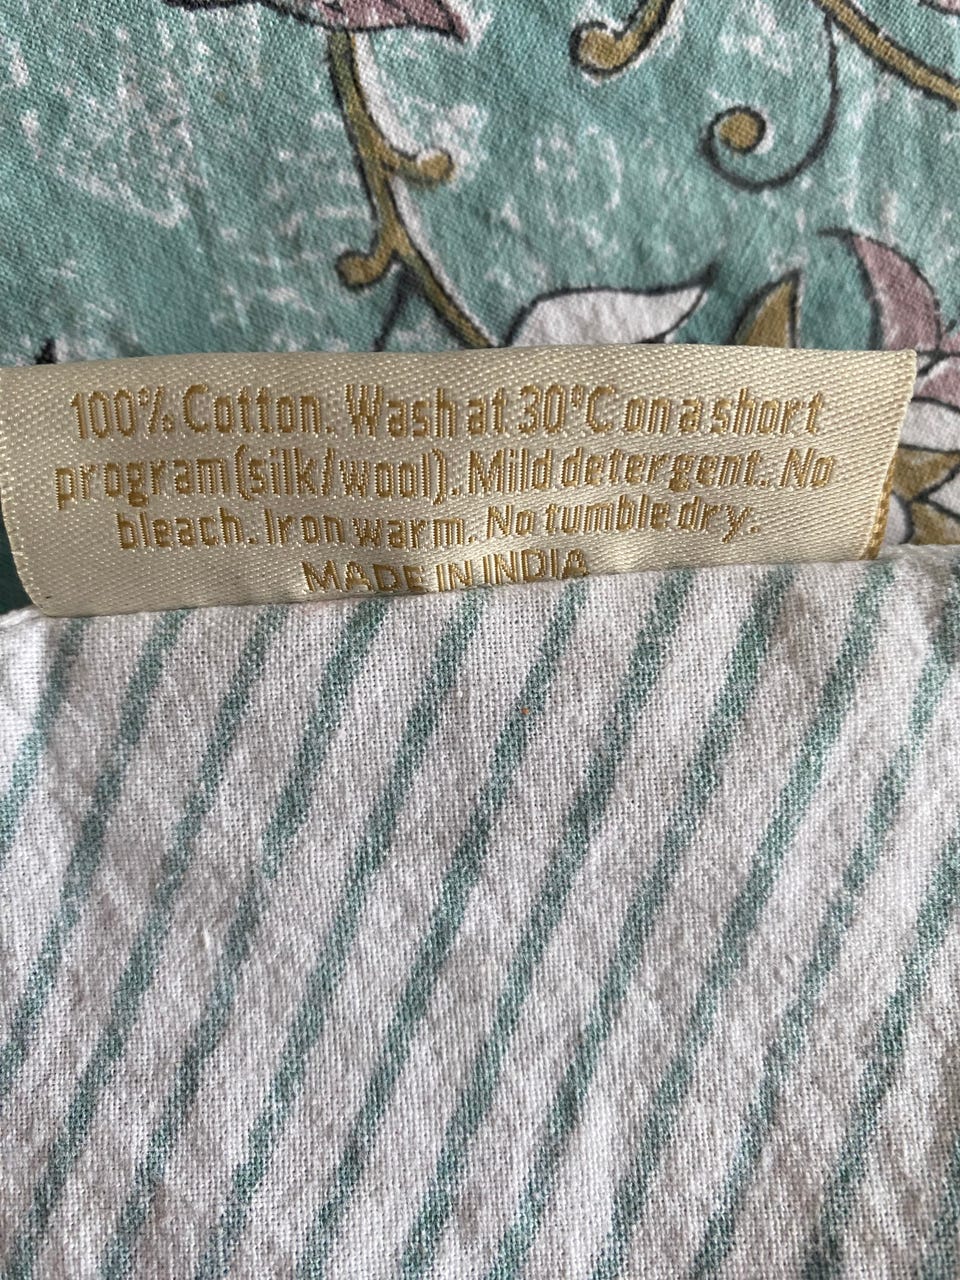 100% Cotton. Wash at 30°C on a short
program(silk/wool). Mild detergent.. No
bleach. Iron warm. No tumble dry.
MADE IN INDIA